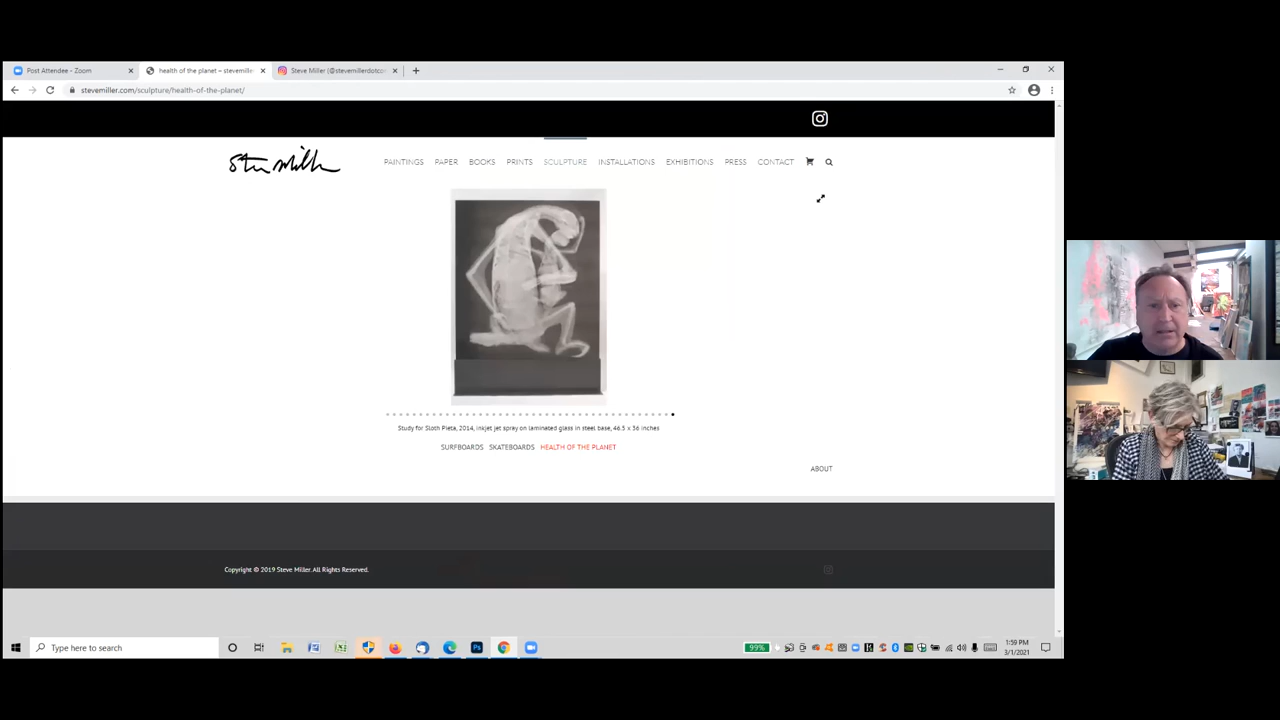 Post Attendee - Zoom
health of the planet – stevemille
Steve Miller (@stevemillerdotco
stevemiller.com/sculpture/health-of-the-planet/
Steve Miller
PAINTINGS PAPER BOOKS PRINTS SCULPTURE INSTALLATIONS EXHIBITIONS PRESS CONTACT
Study for Sloth Pieta, 2014, inkjet jet spray on laminated glass in steel base, 46.5 x 36 inches
SURFBOARDS SKATEBOARDS HEALTH OF THE PLANET
ABOUT
Copyright © 2019 Steve Miller. All Rights Reserved.
Type here to search
99%
1:59 PM
3/1/2021